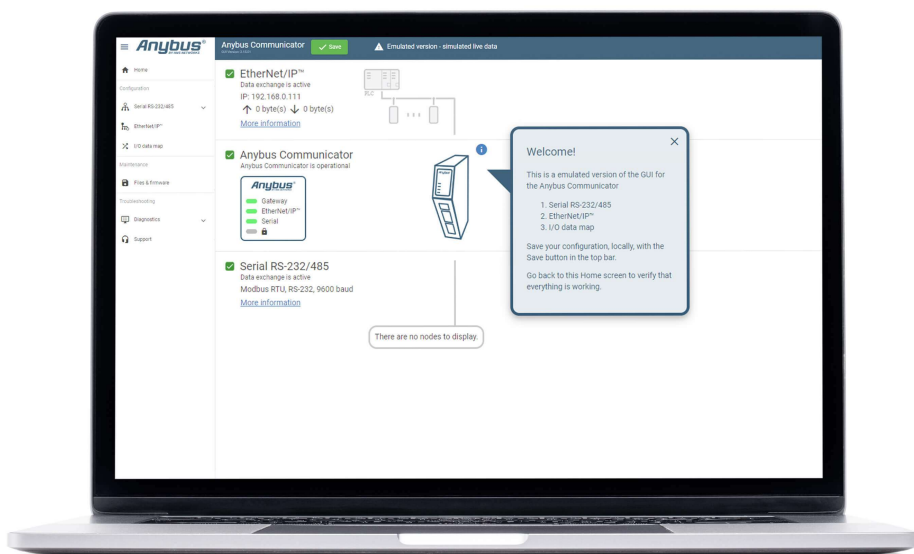 Anybus®
BY HMS NETWORKS
Anybus Communicator
Save
Emulated version - simulated live data
Home
Configuration
Serial RS-232/485
EtherNet/IP™
I/O data map
Maintenance
Files & firmware
Troubleshooting
Diagnostics
Support
EtherNet/IP™
Data exchange is active
IP: 192.168.0.111
0 byte(s) 0 byte(s)
More information
PLC
Anybus Communicator
Anybus Communicator is operational
Anybus®
Gateway
EtherNet/IP™
Serial
Anybus
Serial RS-232/485
Data exchange is active
Modbus RTU, RS-232, 9600 baud
More information
There are no nodes to display.
Welcome!
This is a emulated version of the GUI for
the Anybus Communicator
1. Serial RS-232/485
2. EtherNet/IP™
3. I/O data map
Save your configuration, locally, with the
Save button in the top bar.
Go back to this Home screen to verify that
everything is working.